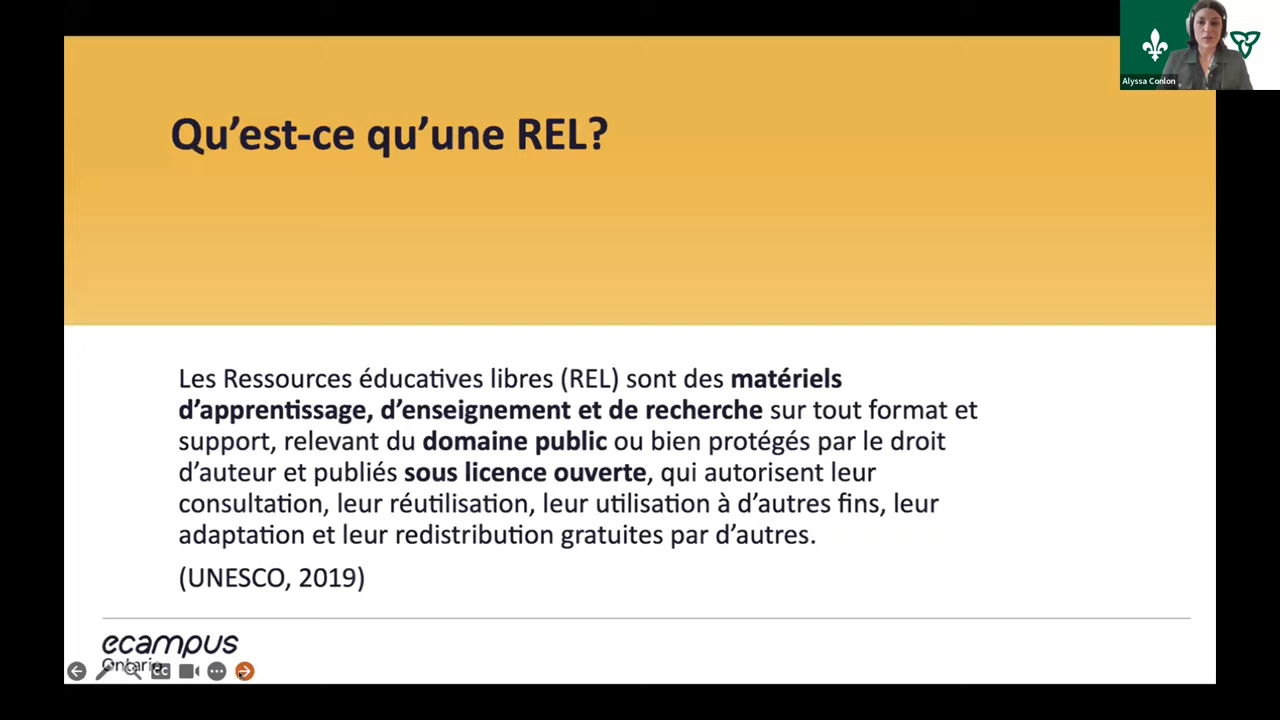 Alyssa Conlon
Qu’est-ce qu’une REL?
Les Ressources éducatives libres (REL) sont des matériels
d’apprentissage, d’enseignement et de recherche sur tout format et
support, relevant du domaine public ou bien protégés par le droit
d’auteur et publiés sous licence ouverte, qui autorisent leur
consultation, leur réutilisation, leur utilisation à d’autres fins, leur
adaptation et leur redistribution gratuites par d’autres.
(UNESCO, 2019)
ecampus
Ontario
CC